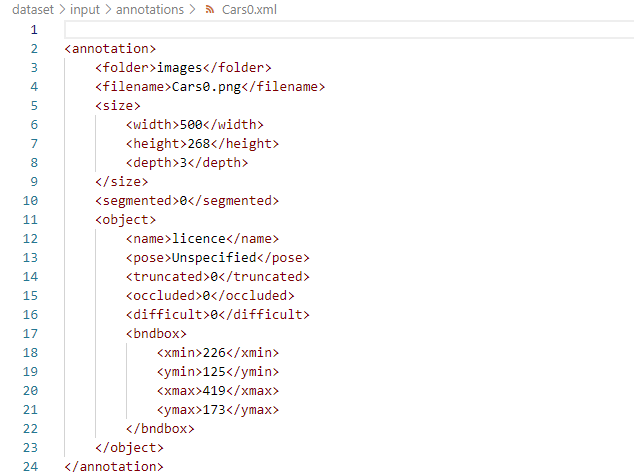 dataset > input > annotations > Cars0.xml
1
2 <annotation>
3     <folder>images</folder>
4     <filename>Cars0.png</filename>
5     <size>
6         <width>500</width>
7         <height>268</height>
8         <depth>3</depth>
9     </size>
10     <segmented>0</segmented>
11     <object>
12         <name>licence</name>
13         <pose>Unspecified</pose>
14         <truncated>0</truncated>
15         <occluded>0</occluded>
16         <difficult>0</difficult>
17         <bndbox>
18             <xmin>226</xmin>
19             <ymin>125</ymin>
20             <xmax>419</xmax>
21             <ymax>173</ymax>
22         </bndbox>
23     </object>
24 </annotation>